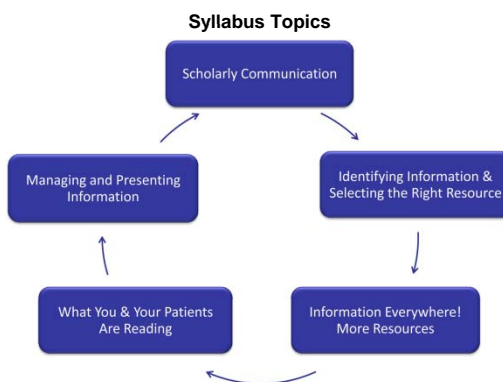 Syllabus Topics
Scholarly Communication
Identifying Information &
Selecting the Right Resource
Information Everywhere!
More Resources
What You & Your Patients
Are Reading
Managing and Presenting
Information